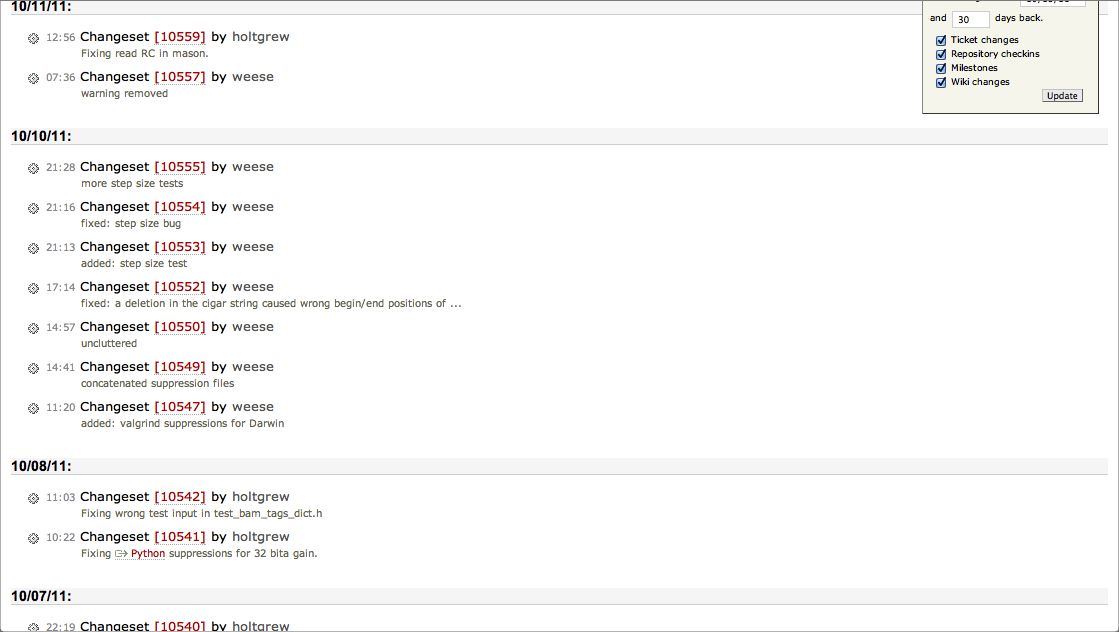 10/11/11:
12:56 Changeset [10559] by holtgrew
Fixing read RC in mason.
07:36 Changeset [10557] by weese
warning removed
and 30 days back.
Ticket changes
Repository checkins
Milestones
Wiki changes
Update
10/10/11:
21:28 Changeset [10555] by weese
more step size tests
21:16 Changeset [10554] by weese
fixed: step size bug
21:13 Changeset [10553] by weese
added: step size test
17:14 Changeset [10552] by weese
fixed: a deletion in the cigar string caused wrong begin/end positions of ...
14:57 Changeset [10550] by weese
uncluttered
14:41 Changeset [10549] by weese
concatenated suppression files
11:20 Changeset [10547] by weese
added: valgrind suppressions for Darwin
10/08/11:
11:03 Changeset [10542] by holtgrew
Fixing wrong test input in test_bam_tags_dict.h
10:22 Changeset [10541] by holtgrew
Fixing Python suppressions for 32 bita gain.
10/07/11:
22:19 Changeset [10540] by holtgrew